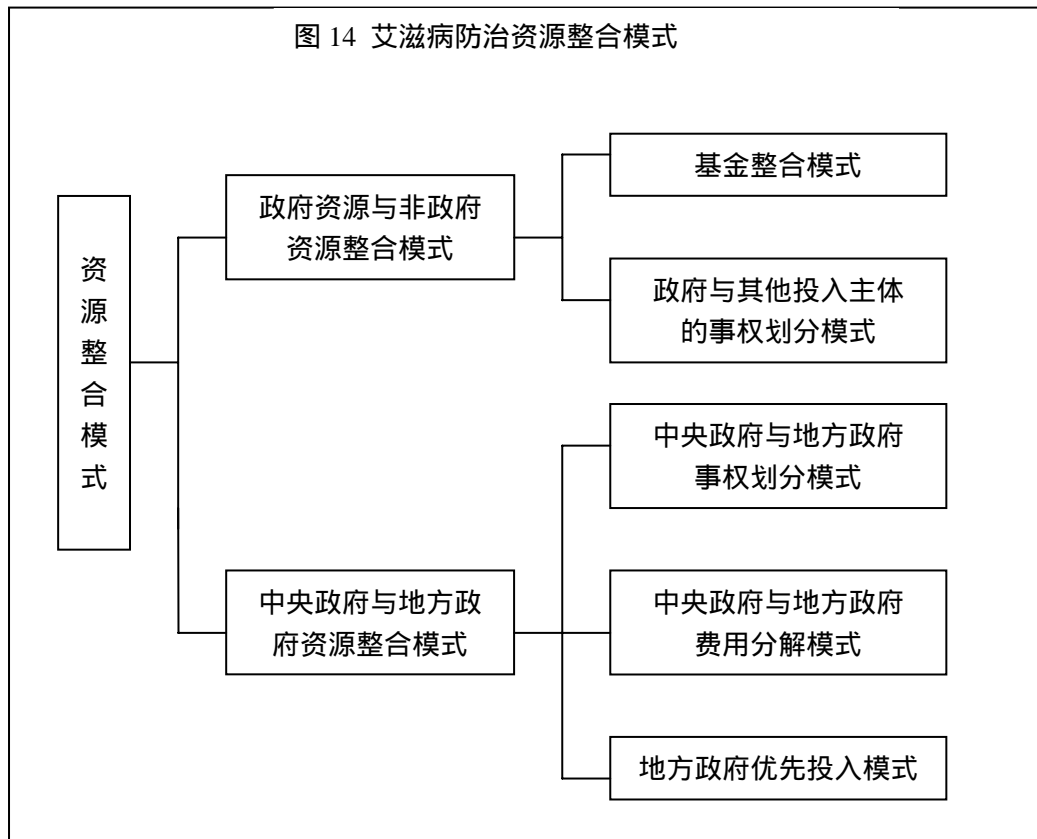 图 14 艾滋病防治资源整合模式
资
源
整
合
模
式
政府资源与非政府
资源整合模式
基金整合模式
政府与其他投入主体
的事权划分模式
中央政府与地方政
府资源整合模式
中央政府与地方政府
事权划分模式
中央政府与地方政府
费用分解模式
地方政府优先投入模式